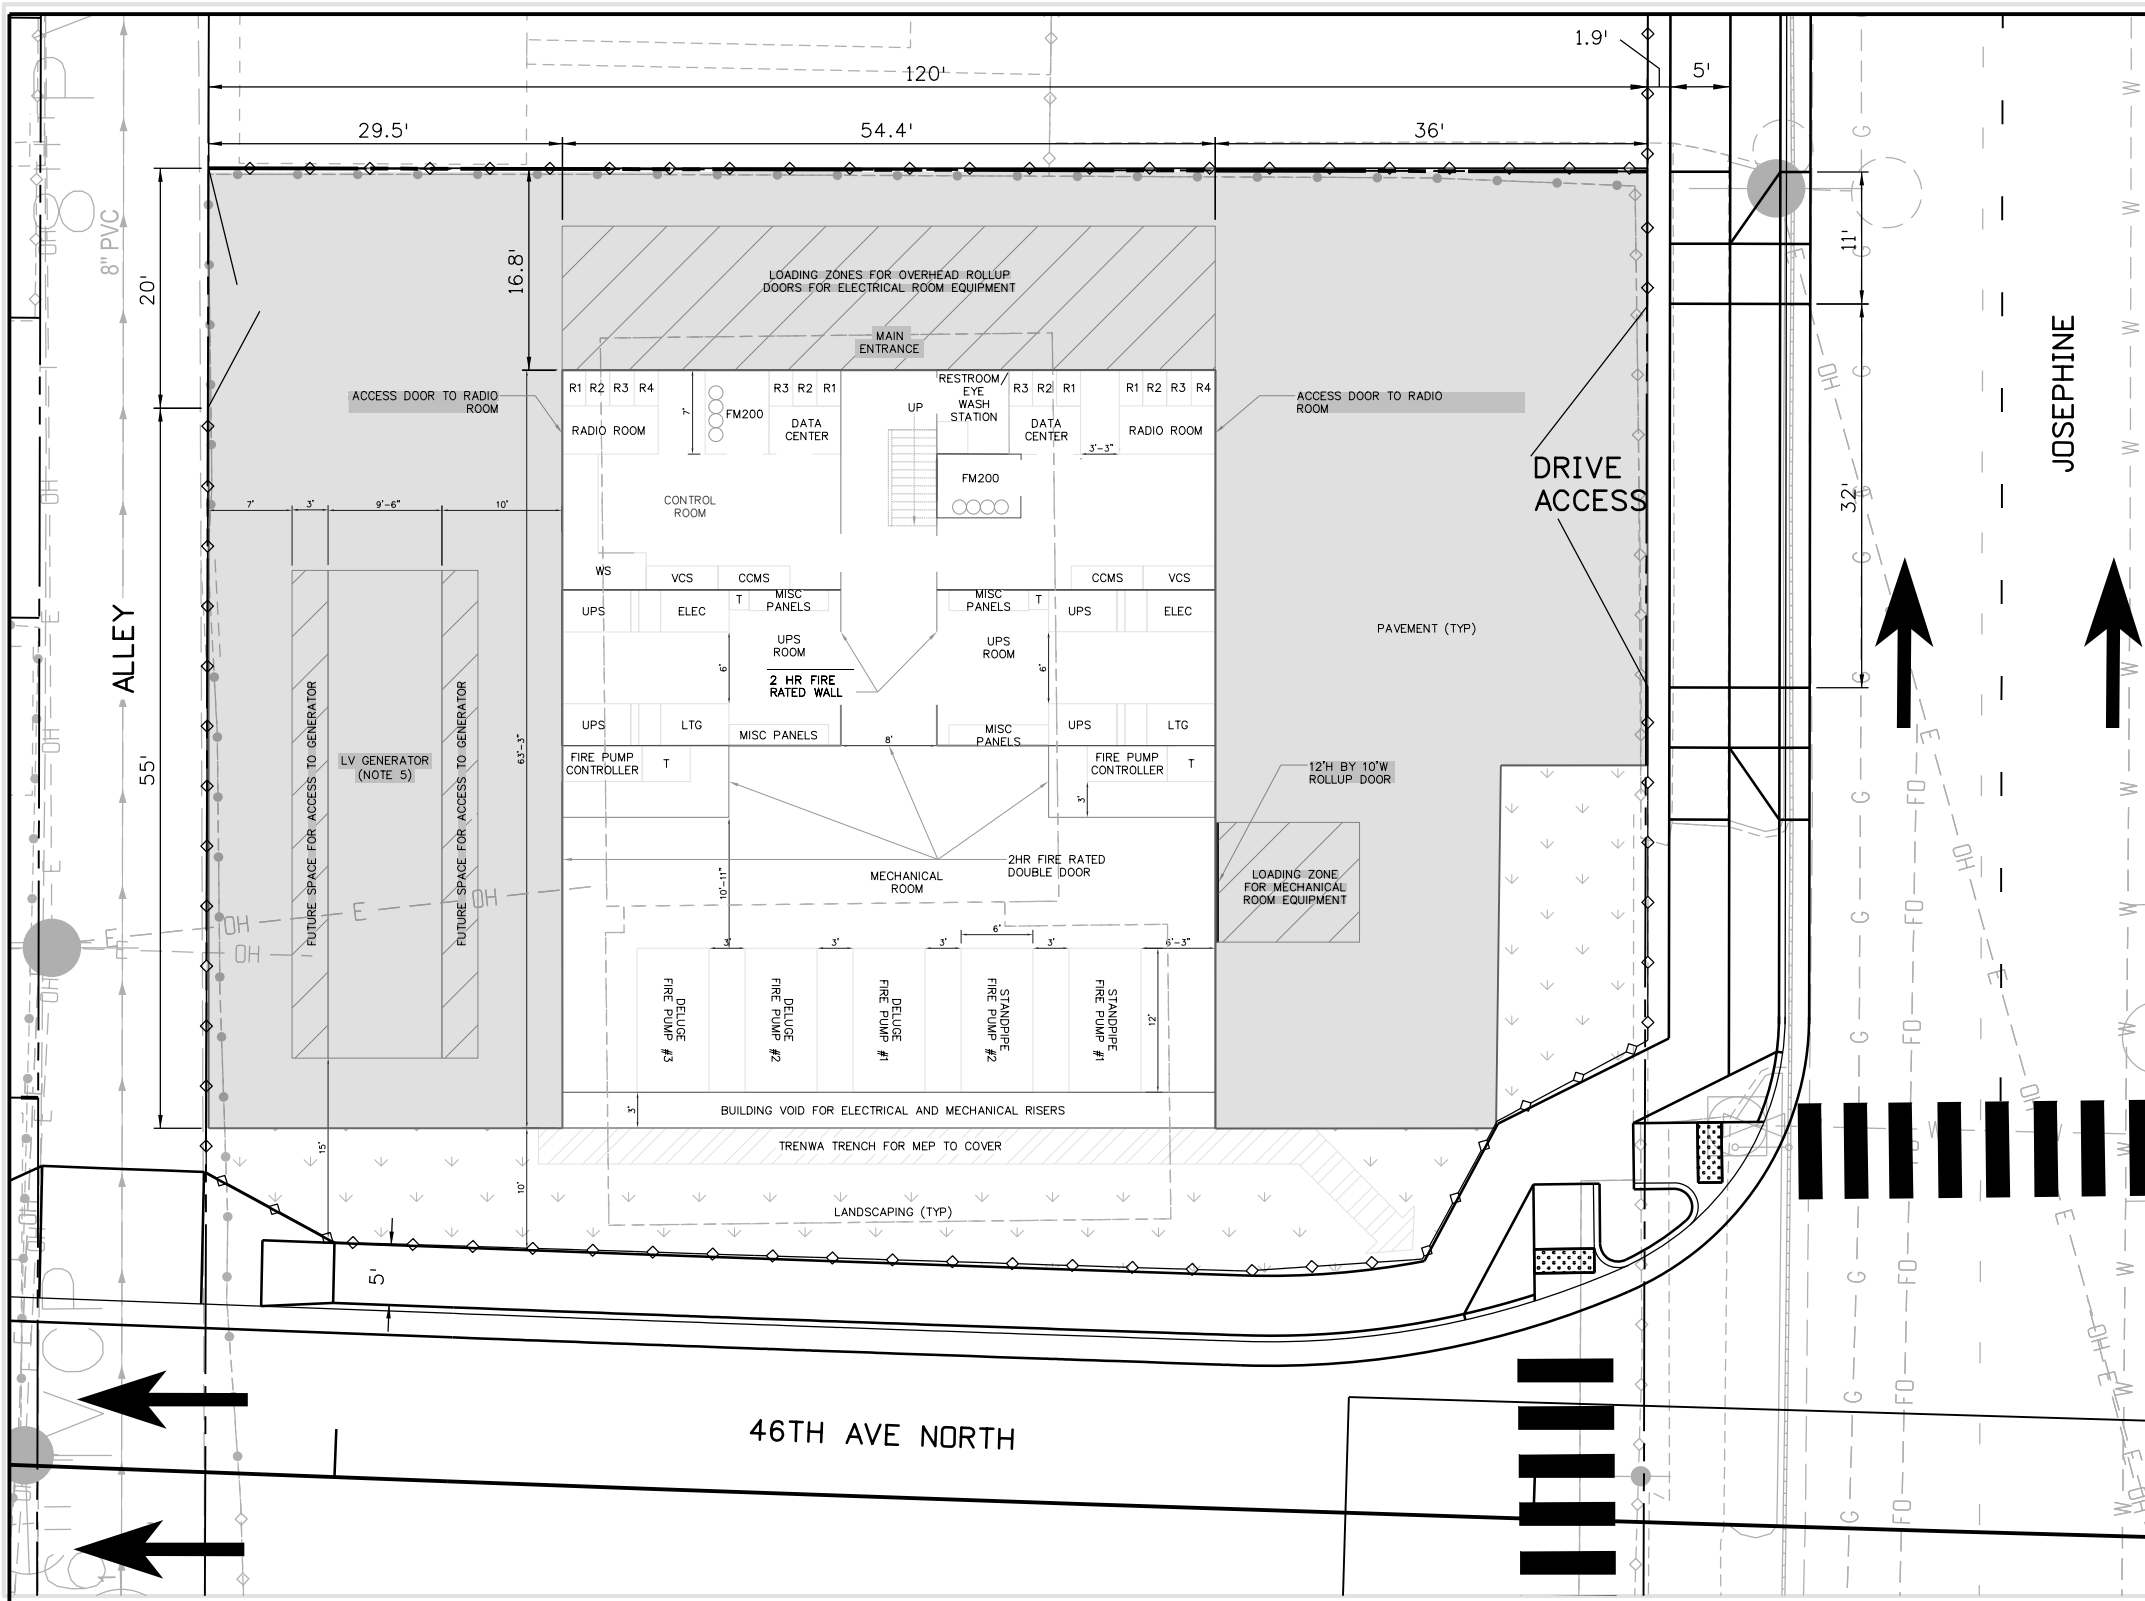 1.9'
120'
5'
29.5'
54.4'
36'
8" PVC
20'
16.8'
11'
LOADING ZONES FOR OVERHEAD ROLLUP
DOORS FOR ELECTRICAL ROOM EQUIPMENT
MAIN
ENTRANCE
ACCESS DOOR TO RADIO
ROOM
R1 R2 R3 R4
7'
FM200
R3 R2 R1
RADIO ROOM
DATA
CENTER
UP
RESTROOM/
EYE
WASH
STATION
R3 R2 R1
R1 R2 R3 R4
DATA
CENTER
RADIO ROOM
3'-3"
ACCESS DOOR TO RADIO
ROOM
JOSEPHINE
DRIVE
ACCESS
32'
FM200
CONTROL
ROOM
7'
3'
9'-6"
10'
WS
VCS
CCMS
CCMS
VCS
UPS
ELEC
T
MISC
PANELS
MISC
PANELS
T
UPS
ELEC
UPS
ROOM
UPS
ROOM
6'
6'
2 HR FIRE
RATED WALL
PAVEMENT (TYP)
ALLEY
55'
FUTURE SPACE FOR ACCESS TO GENERATOR
LV GENERATOR
(NOTE 5)
FUTURE SPACE FOR ACCESS TO GENERATOR
63'-3"
UPS
LTG
MISC PANELS
8'
MISC
PANELS
UPS
LTG
FIRE PUMP
CONTROLLER
T
FIRE PUMP
CONTROLLER
T
3'
12'H BY 10'W
ROLLUP DOOR
10'-11"
MECHANICAL
ROOM
2HR FIRE RATED
DOUBLE DOOR
LOADING ZONE
FOR MECHANICAL
ROOM EQUIPMENT
3'
3'
3'
6'
3'
6'-3"
DELUGE
FIRE PUMP #3
DELUGE
FIRE PUMP #2
DELUGE
FIRE PUMP #1
STANDPIPE
FIRE PUMP #2
STANDPIPE
FIRE PUMP #1
12'
3'
BUILDING VOID FOR ELECTRICAL AND MECHANICAL RISERS
TRENWA TRENCH FOR MEP TO COVER
15'
10'
LANDSCAPING (TYP)
5'
46TH AVE NORTH